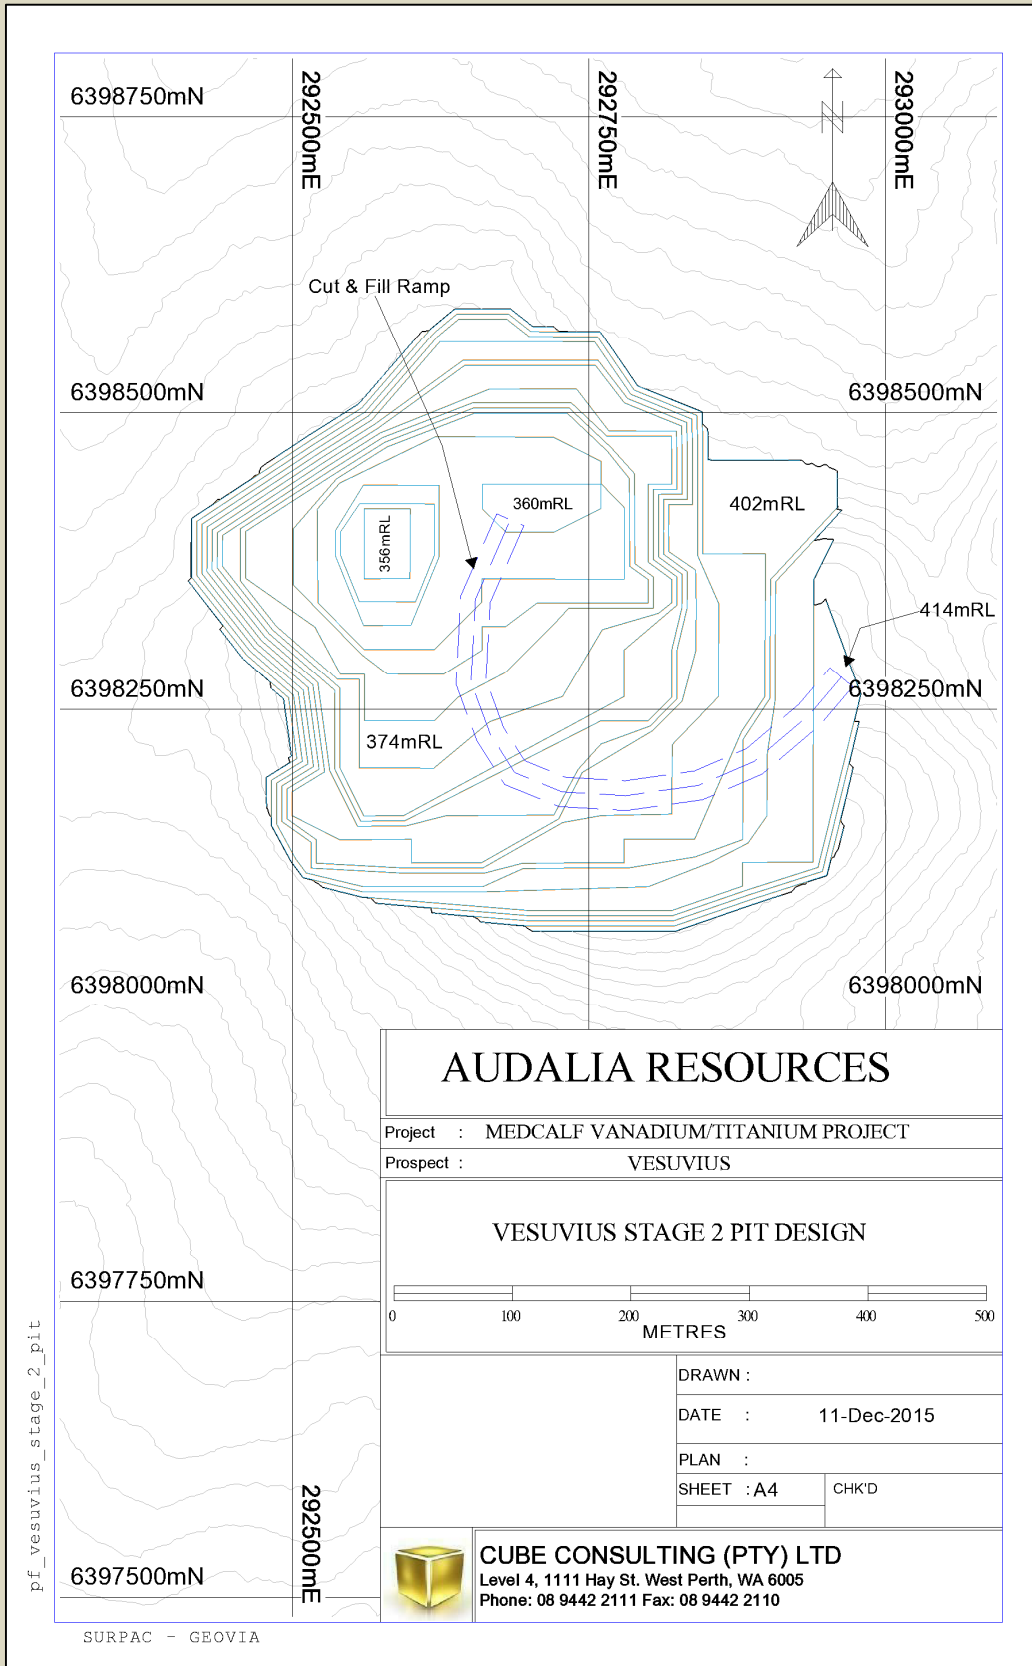 6398750mN
292500mE
292750mE
293000mE
N
Cut & Fill Ramp
6398500mN
6398500mN
360mRL
402mRL
356mRL
414mRL
6398250mN
6398250mN
374mRL
6398000mN
6398000mN
AUDALIA RESOURCES
Project : MEDCALF VANADIUM/TITANIUM PROJECT
Prospect : VESUVIUS
VESUVIUS STAGE 2 PIT DESIGN
6397750mN
0 100 200 300 400 500
METRES
DRAWN :
DATE : 11-Dec-2015
PLAN :
SHEET : A4 CHK'D
292500mE
6397500mN
CUBE CONSULTING (PTY) LTD
Level 4, 1111 Hay St. West Perth, WA 6005
Phone: 08 9442 2111 Fax: 08 9442 2110
pf_vesuvius_stage_2_pit
SURPAC - GEOVIA